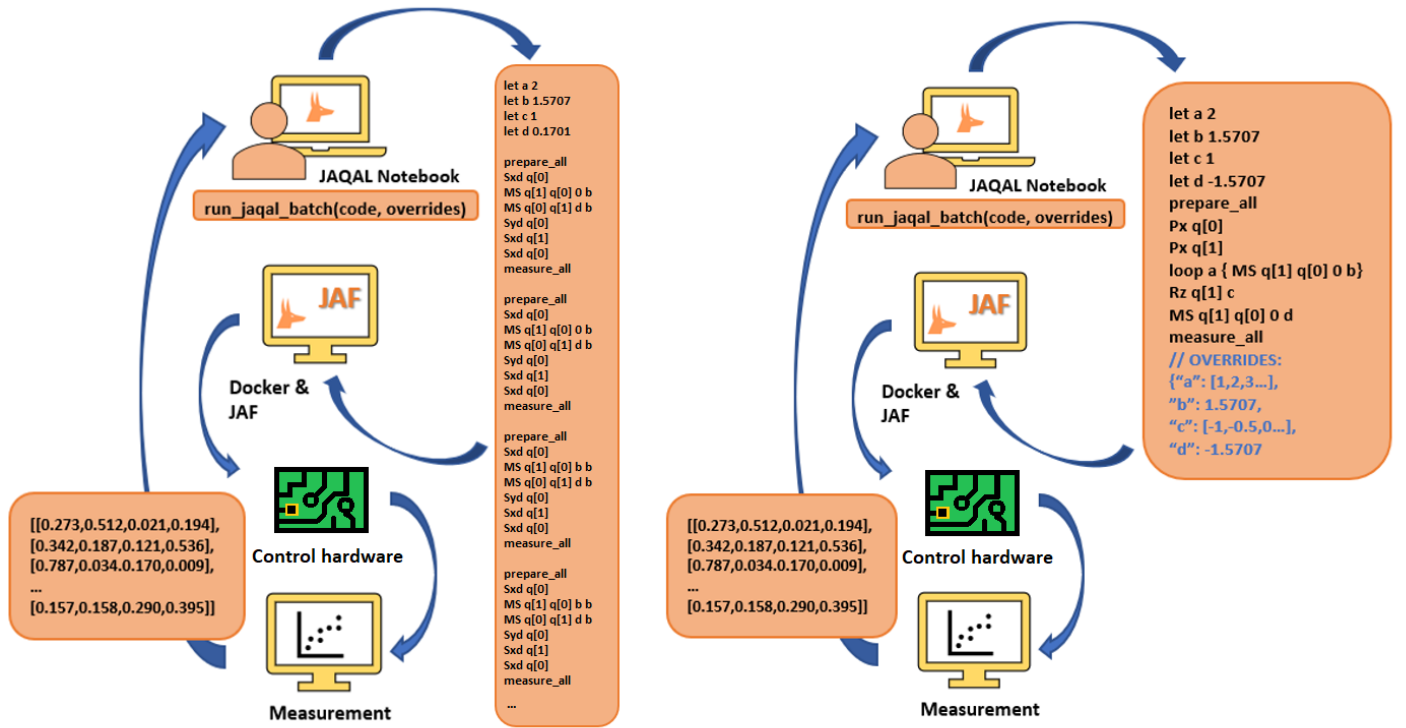 JAQAL Notebook
run_jaqal_batch(code, overrides)
let a 2
let b 1.5707
let c 1
let d 0.1701
prepare_all
Sxd q[0]
MS q[1] q[0] 0 b
MS q[0] q[1] d b
Syd q[0]
Sxd q[1]
Sxd q[0]
measure_all
prepare_all
Sxd q[0]
MS q[1] q[0] 0 b
MS q[0] q[1] d b
Syd q[0]
Sxd q[1]
Sxd q[0]
measure_all
prepare_all
Sxd q[0]
MS q[1] q[0] b b
MS q[0] q[1] d b
Syd q[0]
Sxd q[1]
Sxd q[0]
measure_all
prepare_all
Sxd q[0]
MS q[1] q[0] b b
MS q[0] q[1] d b
Syd q[0]
Sxd q[1]
Sxd q[0]
measure_all
...
JAF
Docker &
JAF
Control hardware
[[0.273,0.512,0.021,0.194],
[0.342,0.187,0.121,0.536],
[0.787,0.034.0.170,0.009],
...
[0.157,0.158,0.290,0.395]]
Measurement
JAQAL Notebook
run_jaqal_batch(code, overrides)
let a 2
let b 1.5707
let c 1
let d -1.5707
prepare_all
Px q[0]
Px q[1]
loop a { MS q[1] q[0] 0 b}
Rz q[1] c
MS q[1] q[0] 0 d
measure_all
// OVERRIDES:
{“a”: [1,2,3...],
”b”: 1.5707,
“c”: [-1,-0.5,0...],
“d”: -1.5707
JAF
Docker &
JAF
Control hardware
[[0.273,0.512,0.021,0.194],
[0.342,0.187,0.121,0.536],
[0.787,0.034.0.170,0.009],
...
[0.157,0.158,0.290,0.395]]
Measurement